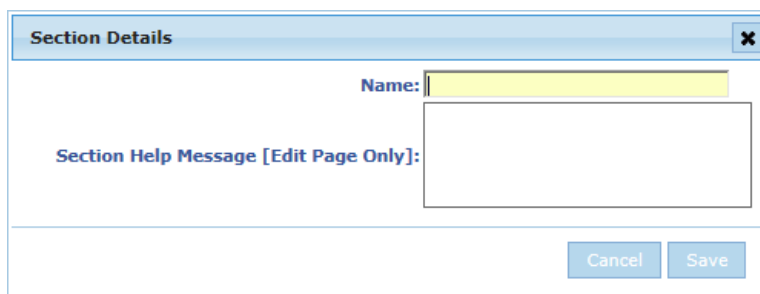 Section Details
Name:
Section Help Message [Edit Page Only]:
Cancel Save